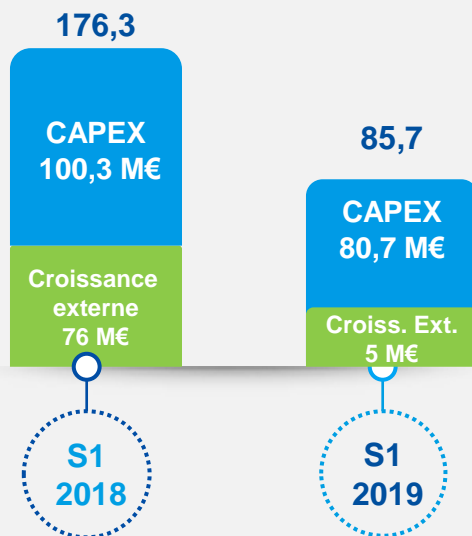 176,3
CAPEX
100,3 M€
Croissance
externe
76 M€
S1
2018
85,7
CAPEX
80,7 M€
Croiss. Ext.
5 M€
S1
2019